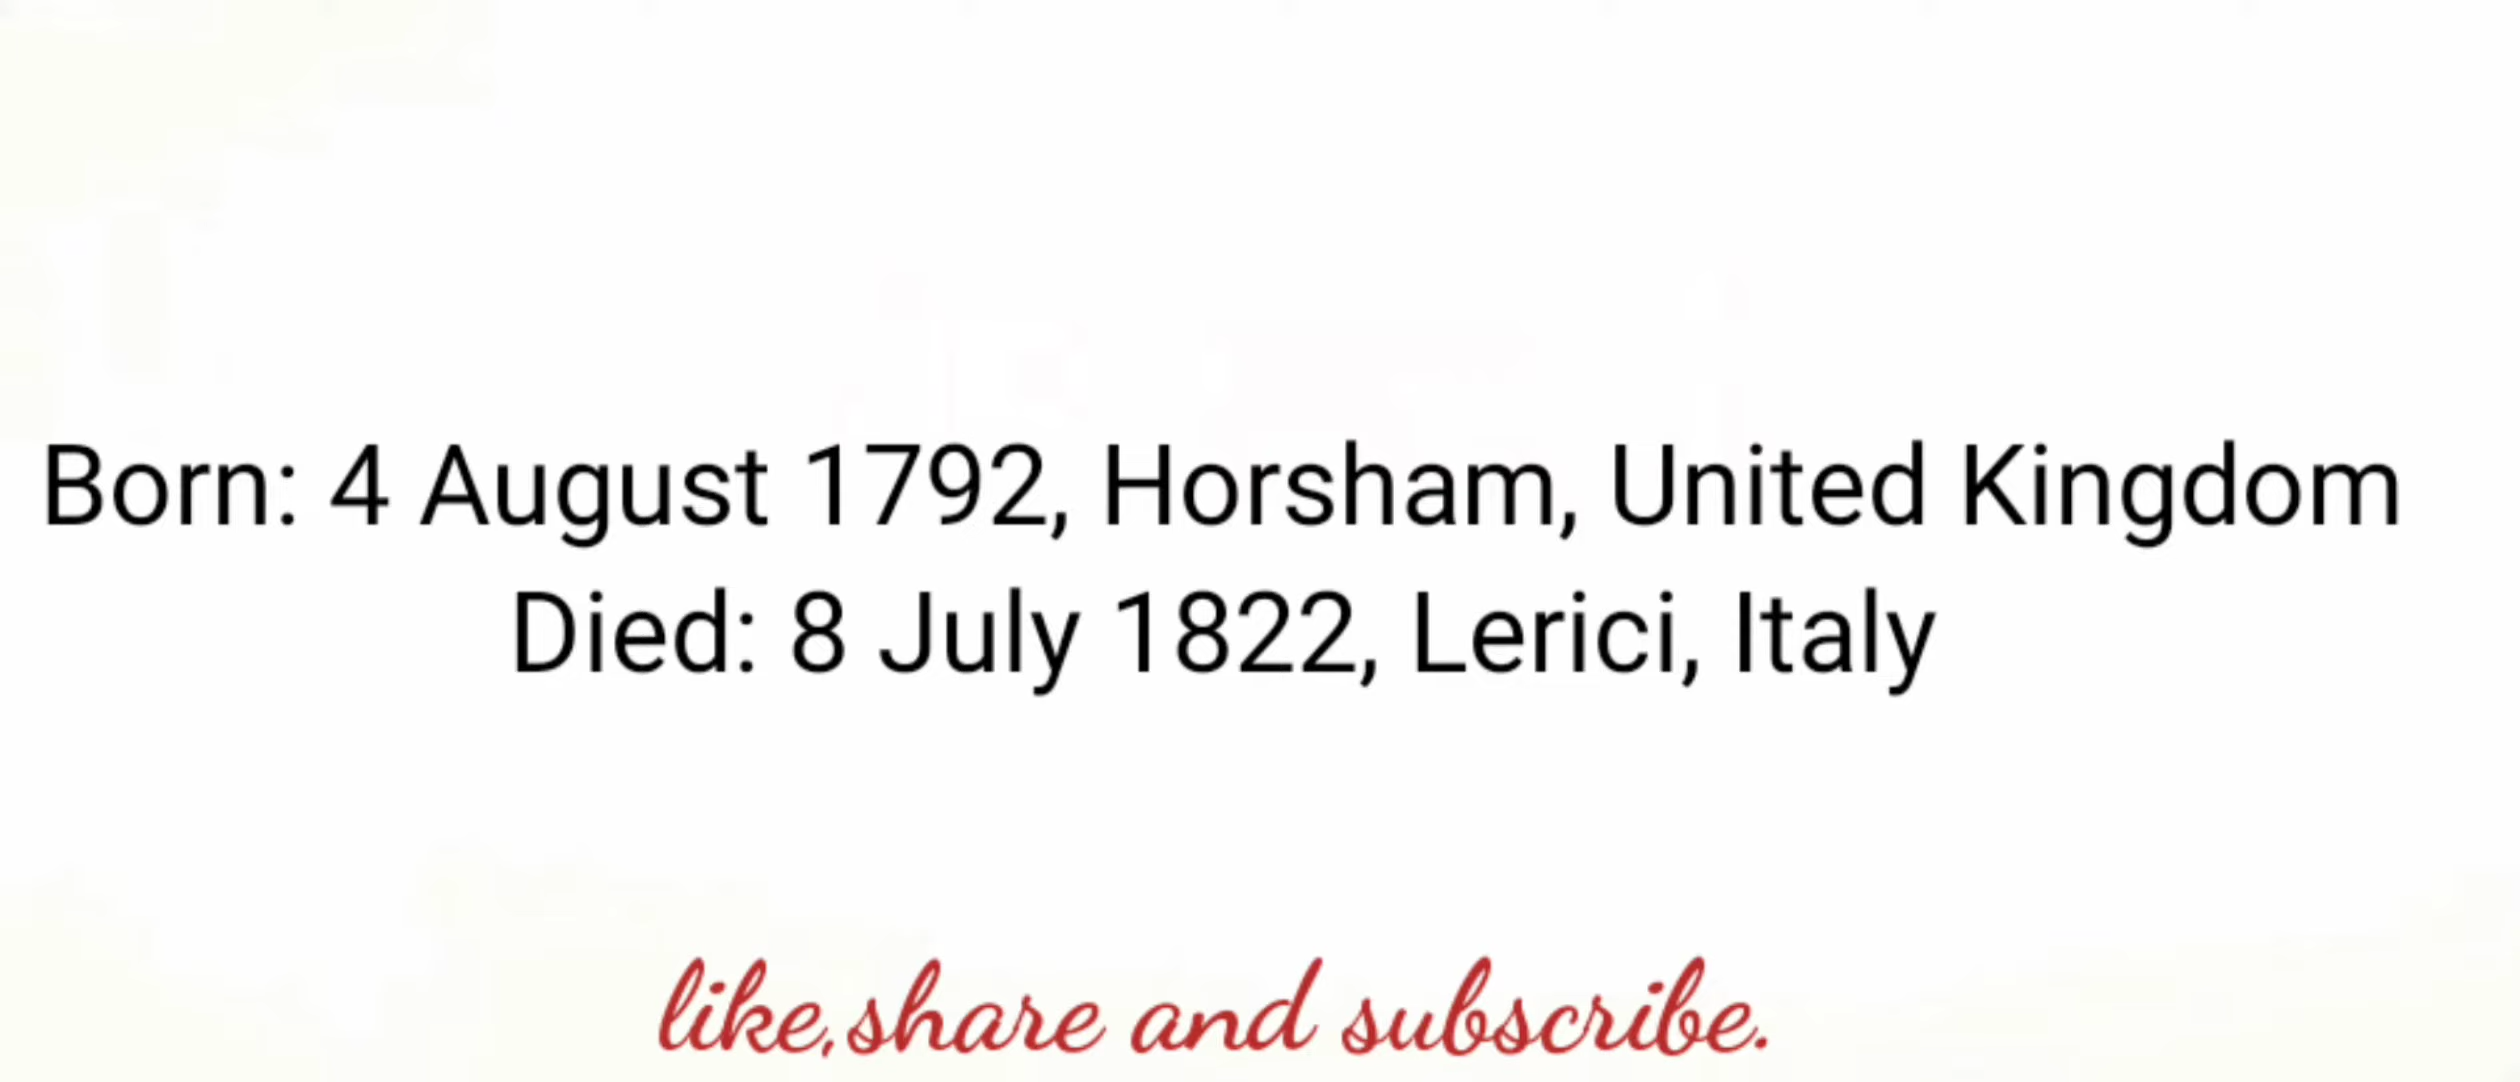 Born: 4 August 1792, Horsham, United Kingdom
Died: 8 July 1822, Lerici, Italy
like,share and subscribe.